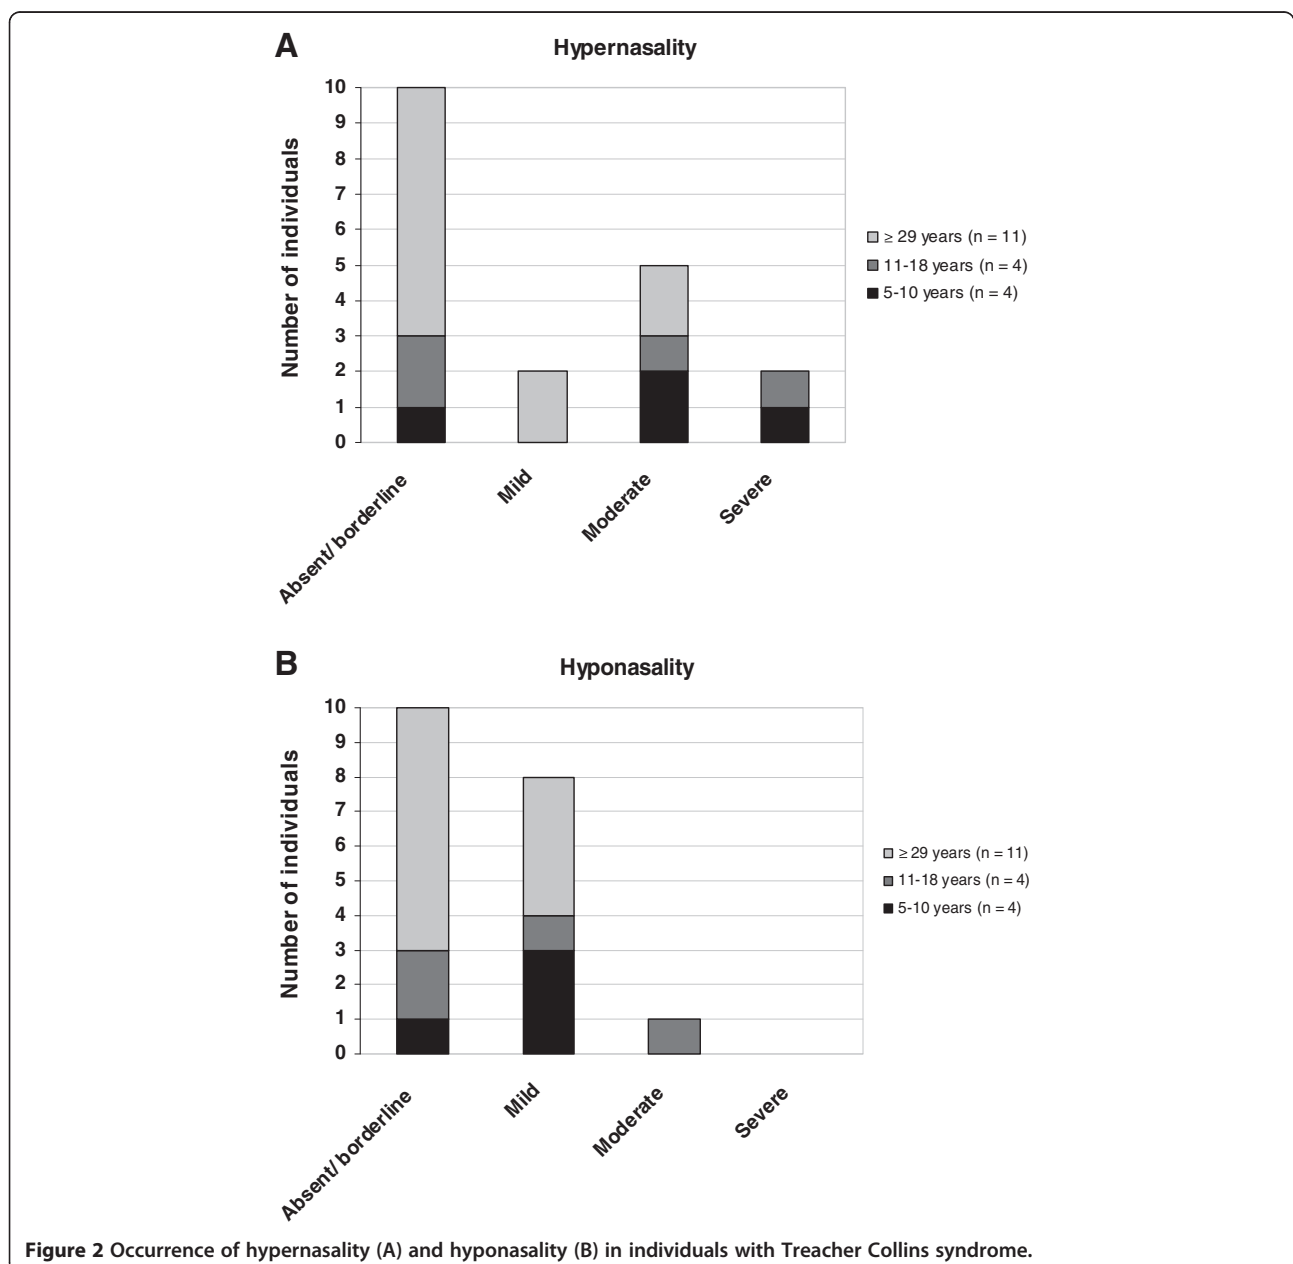 A
Hypernasality
Number of individuals
10
9
8
7
6
5
4
3
2
1
0
Absent/ borderline
Mild
Moderate
Severe
≥ 29 years (n = 11)
11-18 years (n = 4)
5-10 years (n = 4)
B
Hyponasality
Number of individuals
10
9
8
7
6
5
4
3
2
1
0
Absent/ borderline
Mild
Moderate
Severe
≥ 29 years (n = 11)
11-18 years (n = 4)
5-10 years (n = 4)
Figure 2 Occurrence of hypernasality (A) and hyponasality (B) in individuals with Treacher Collins syndrome.